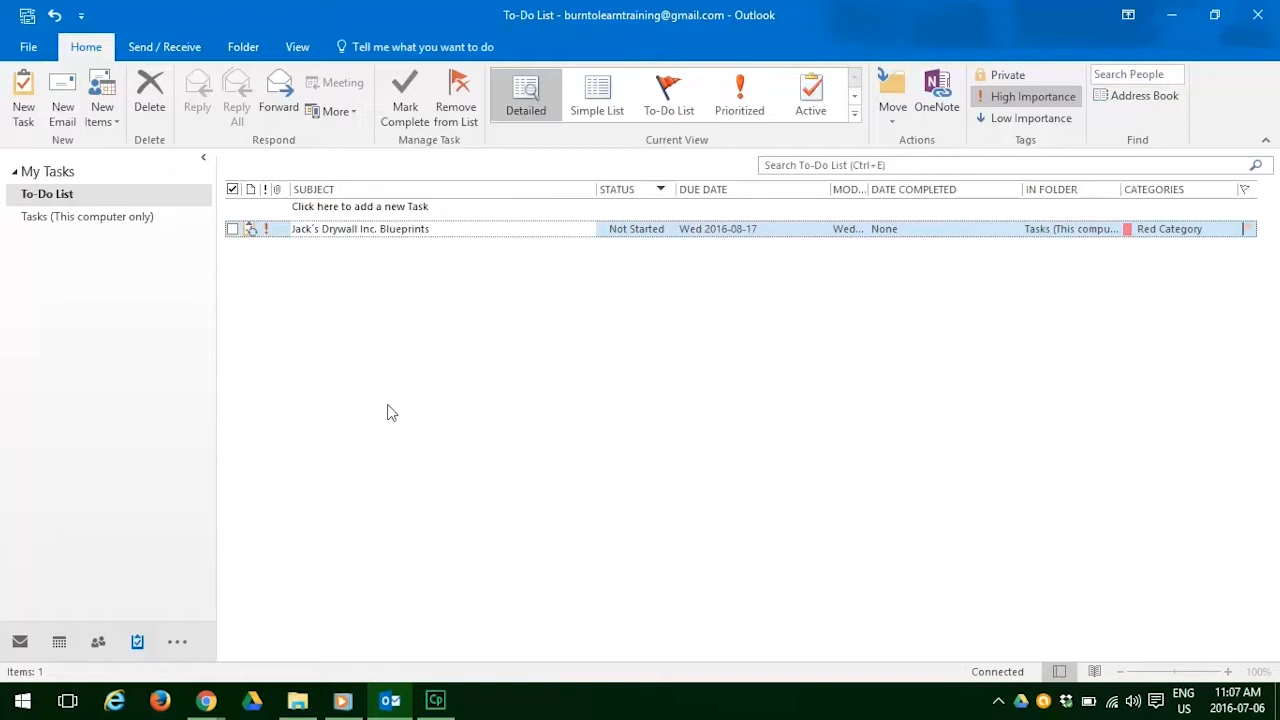 To-Do List - burntolearntraining@gmail.com - Outlook
File Home Send / Receive Folder View Tell me what you want to do
New Task
New Email
New Items
New
Delete
Delete
Reply
Reply All
Forward
Meeting
More
Respond
Mark Complete
Remove from List
Manage Task
Detailed
Simple List
To-Do List
Prioritized
Active
Current View
Move
OneNote
Actions
Private
High Importance
Low Importance
Tags
Search People
Address Book
Find
My Tasks
To-Do List
Tasks (This computer only)
Search To-Do List (Ctrl+E)
SUBJECT STATUS DUE DATE MOD... DATE COMPLETED IN FOLDER CATEGORIES
Click here to add a new Task
Jack´s Drywall Inc. Blueprints Not Started Wed 2016-08-17 Wed... None Tasks (This compu... Red Category
Items: 1
Connected
100%
Cp
ENG
US
11:07 AM
2016-07-06